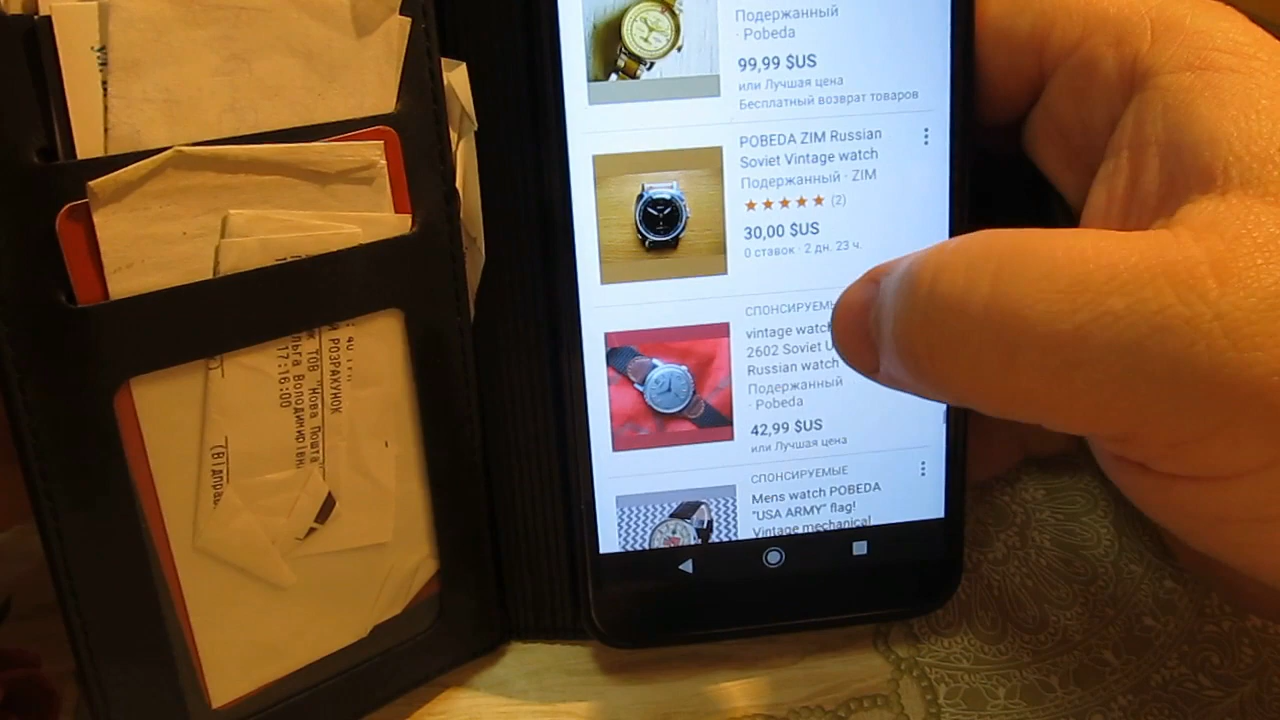 Подержанный
· Pobeda
99,99 $US
или Лучшая цена
Бесплатный возврат товаров
POBEDA ZIM Russian
Soviet Vintage watch
Подержанный · ZIM
(2)
30,00 $US
0 ставок · 2 дн. 23 ч.
СПОНСИРУЕМЫ
vintage watch
2602 Soviet U
Russian watch
Подержанный
· Pobeda
42,99 $US
или Лучшая цена
СПОНСИРУЕМЫЕ
Mens watch POBEDA
"USA ARMY" flag!
Vintage mechanical
РОЗРАХУНОК
ТОВ "Нова Пошта
льга Володимирівн
17:16:00
(Відправ